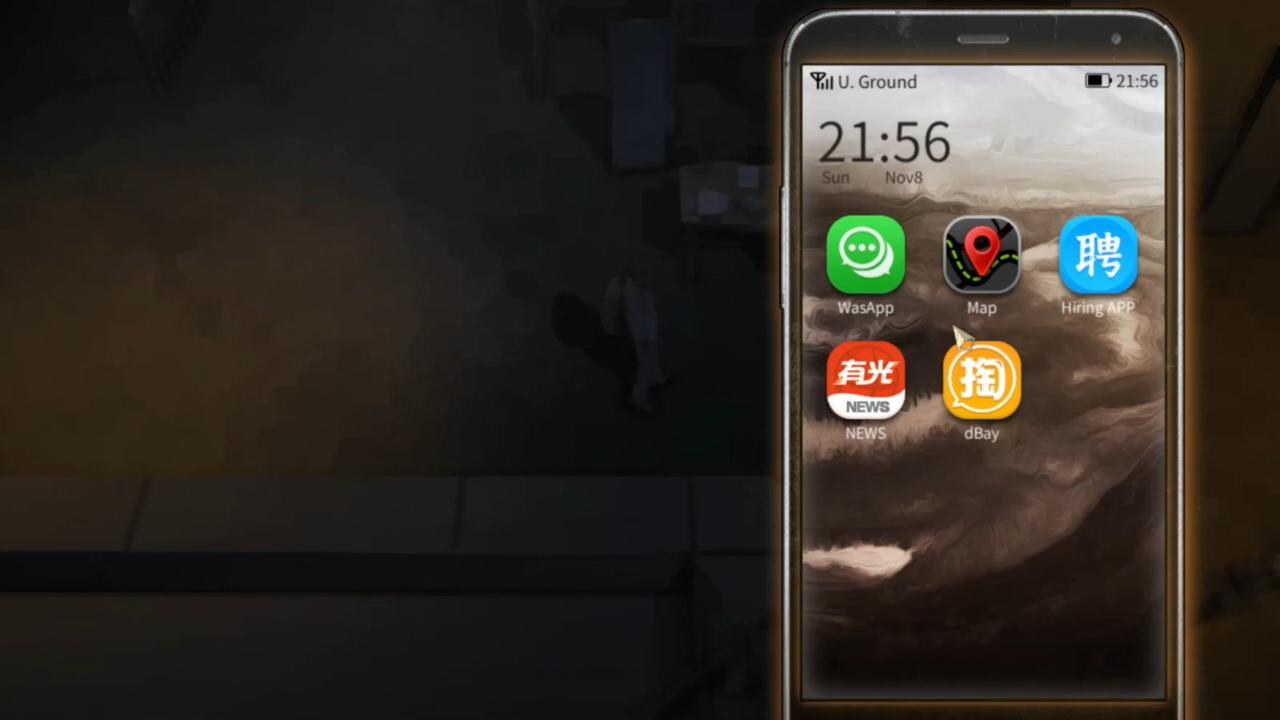 U. Ground 21:56
21:56
Sun Nov8
聘
WasApp Map Hiring APP
有光
NEWS
掏
NEWS dBay